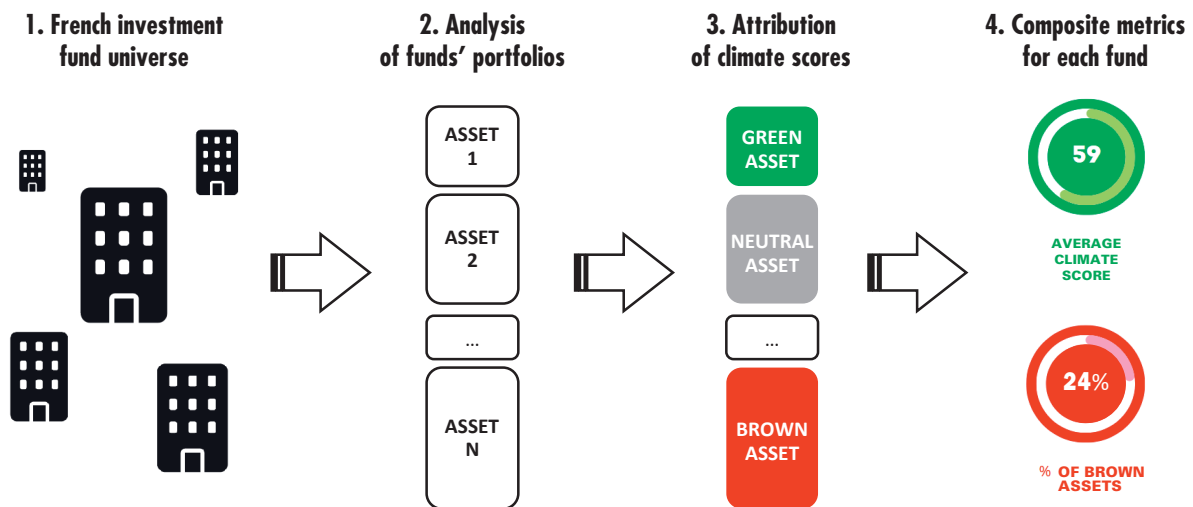 1. French investment
fund universe
2. Analysis
of funds’ portfolios
3. Attribution
of climate scores
4. Composite metrics
for each fund
ASSET
1
ASSET
2
...
ASSET
N
GREEN
ASSET
NEUTRAL
ASSET
...
BROWN
ASSET
59
AVERAGE
CLIMATE
SCORE
24%
% OF BROWN
ASSETS